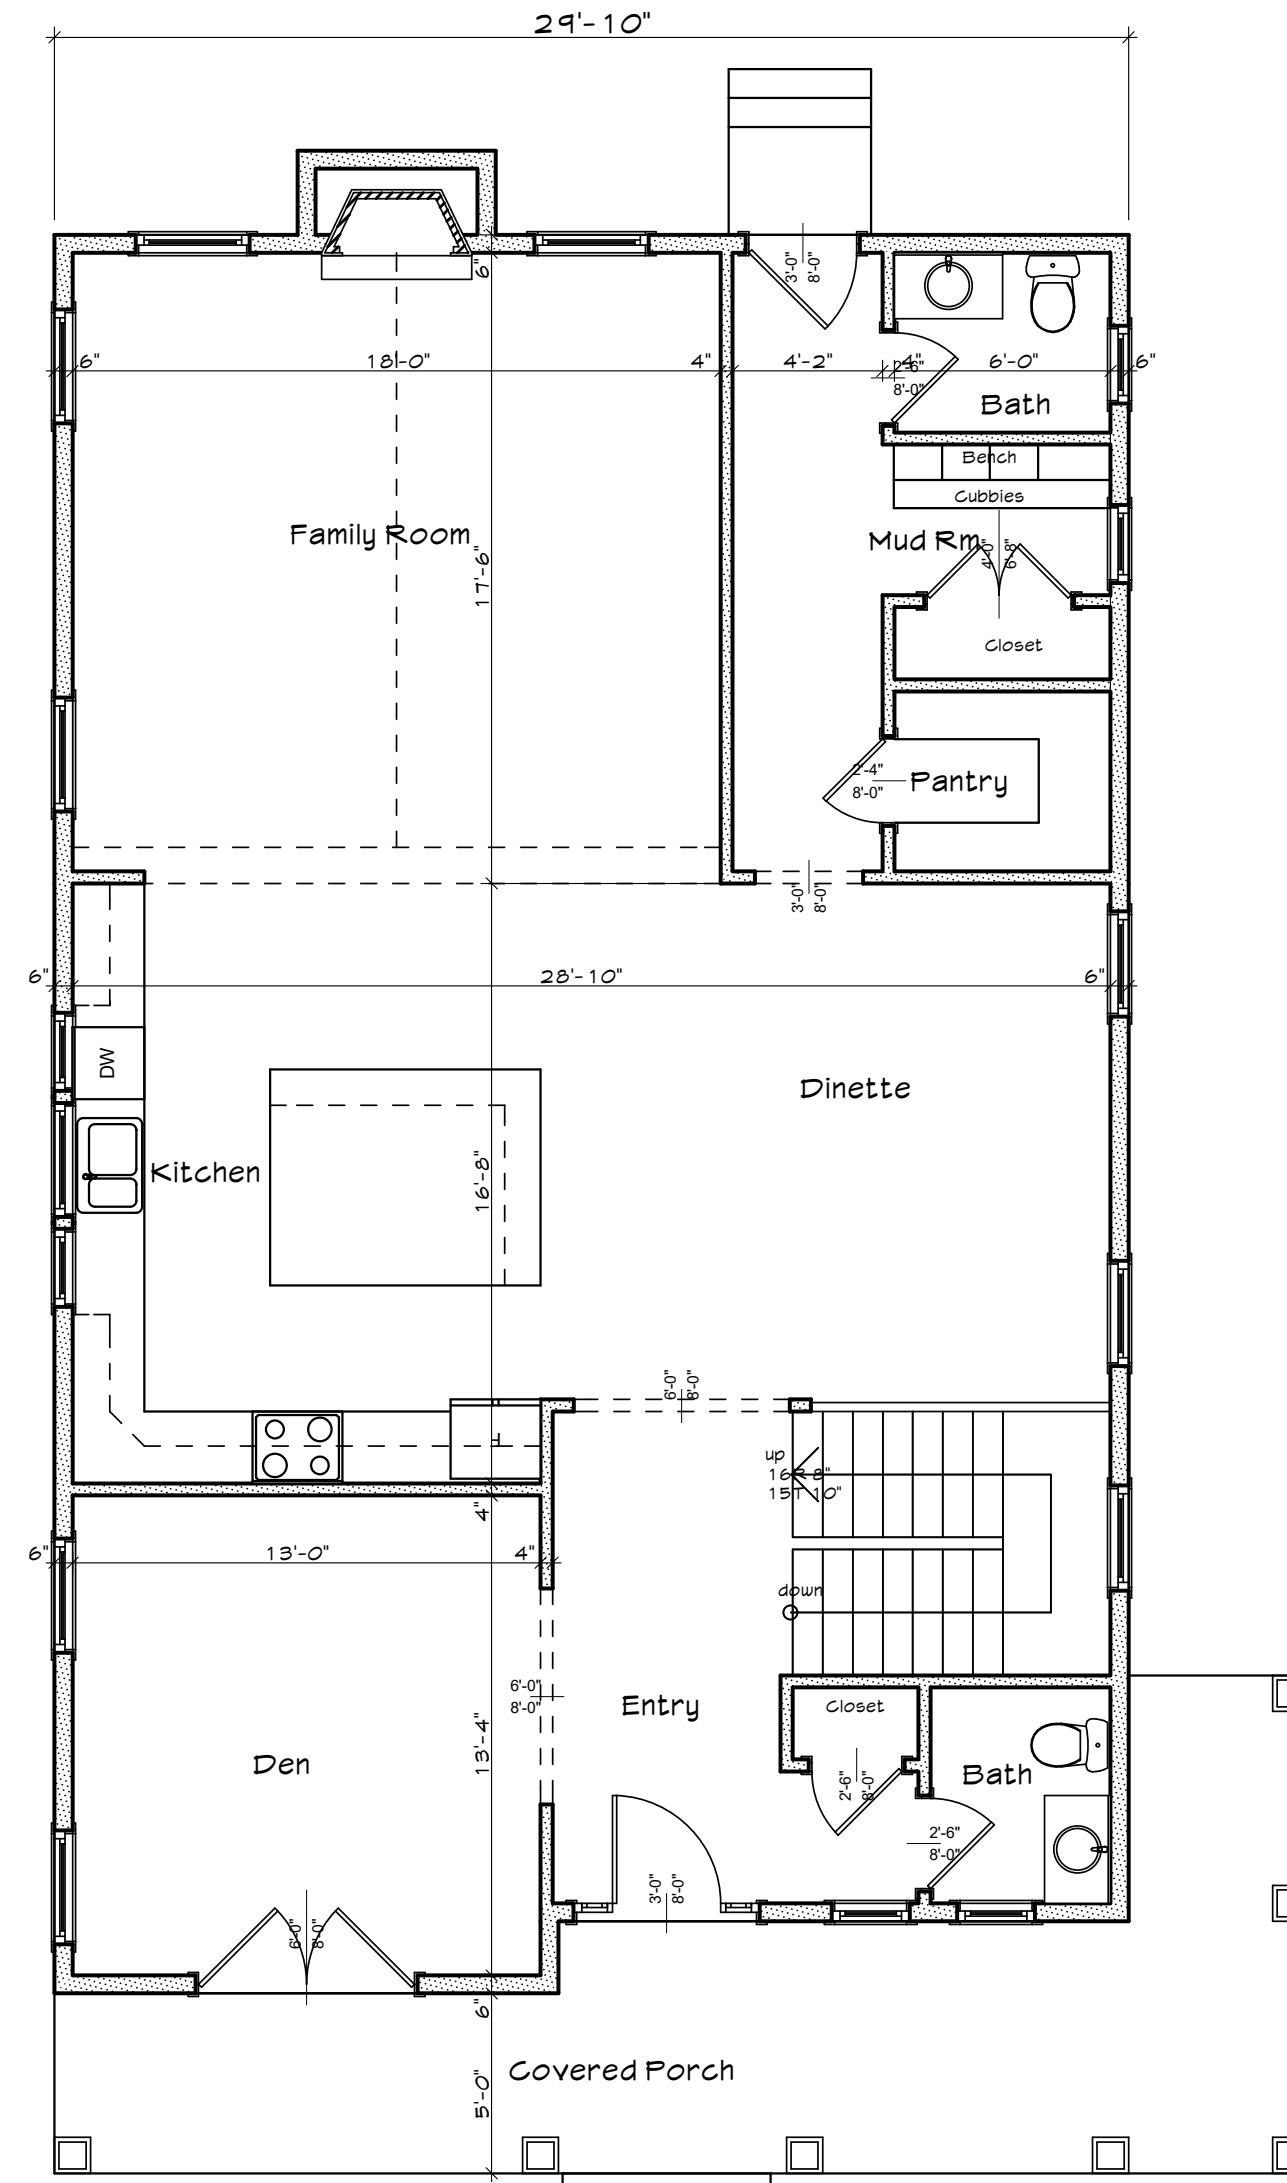 29'-10"
6"
3'-0"
8'-0"
6"
18'-0"
4"
4'-2"
4"
6'-0"
6"
2'-6"
8'-0"
Bath
Bench
Cubbies
Family Room
Mud Rm
4'-0"
6'-8"
17'-6"
Closet
2'-4"
8'-0"
Pantry
3'-0"
8'-0"
6"
28'-10"
6"
DW
Dinette
Kitchen
16'-8"
6'-0"
8'-0"
up
16R 8"
15T 10"
4"
6"
13'-0"
4"
down
6'-0"
8'-0"
Entry
Closet
13'-4"
Den
Bath
2'-6"
8'-0"
2'-6"
8'-0"
3'-0"
8'-0"
6'-0"
8'-0"
6"
Covered Porch
5'-0"